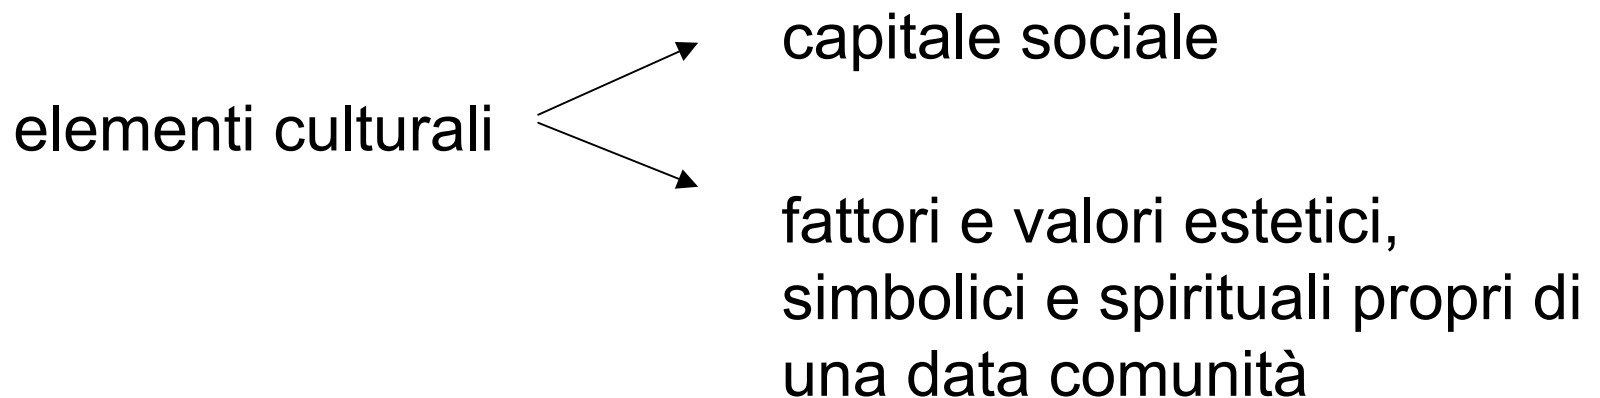 capitale sociale
elementi culturali
fattori e valori estetici,
simbolici e spirituali propri di
una data comunità